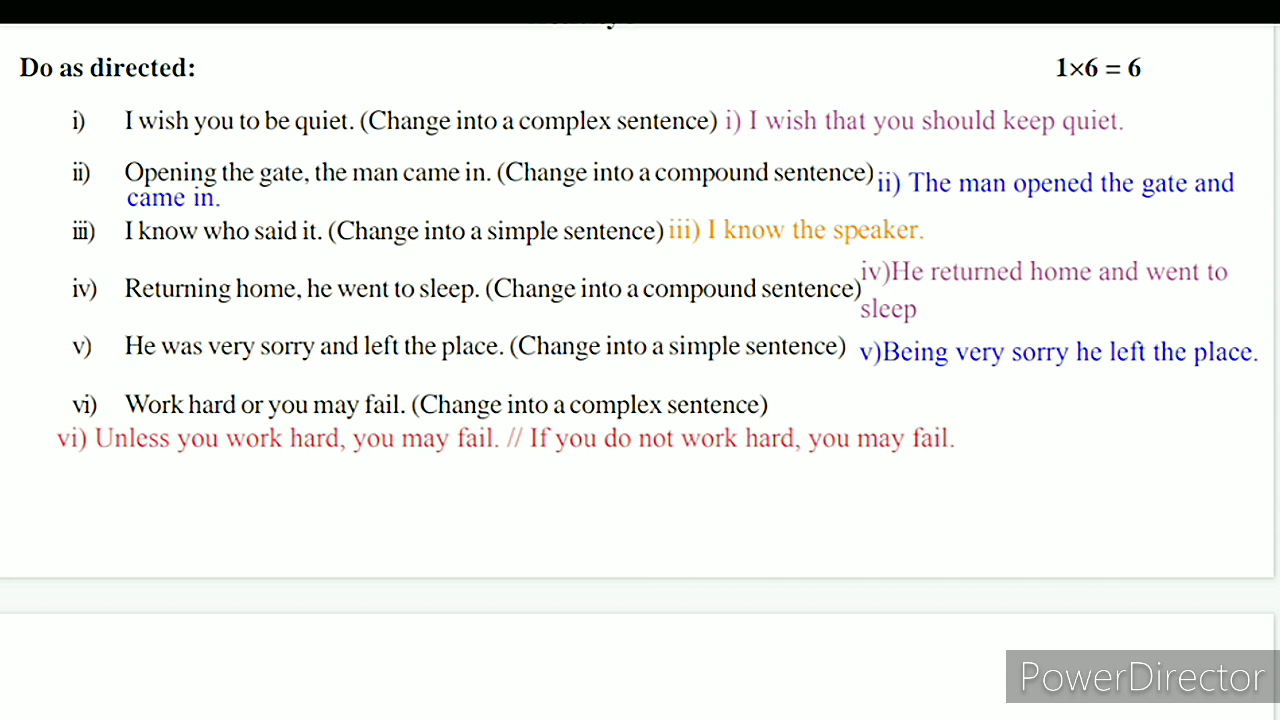 Do as directed: 1×6 = 6
i) I wish you to be quiet. (Change into a complex sentence) i) I wish that you should keep quiet.
ii) Opening the gate, the man came in. (Change into a compound sentence) ii) The man opened the gate and
came in.
iii) I know who said it. (Change into a simple sentence) iii) I know the speaker.
iv) Returning home, he went to sleep. (Change into a compound sentence) iv)He returned home and went to
sleep
v) He was very sorry and left the place. (Change into a simple sentence) v)Being very sorry he left the place.
vi) Work hard or you may fail. (Change into a complex sentence)
vi) Unless you work hard, you may fail. // If you do not work hard, you may fail.
PowerDirector